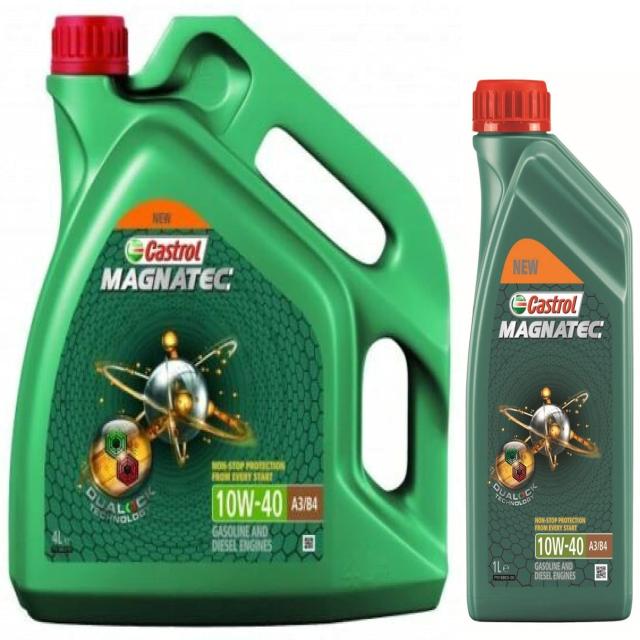 NEW
Castrol
MAGNATEC
DUALOCK
TECHNOLOGY
NON-STOP PROTECTION
FROM EVERY START
10W-40 A3/B4
GASOLINE AND
DIESEL ENGINES
4L
NEW
Castrol
MAGNATEC
DUALOCK
TECHNOLOGY
NON-STOP PROTECTION
FROM EVERY START
10W-40 A3/B4
1L e
GASOLINE AND
DIESEL ENGINES